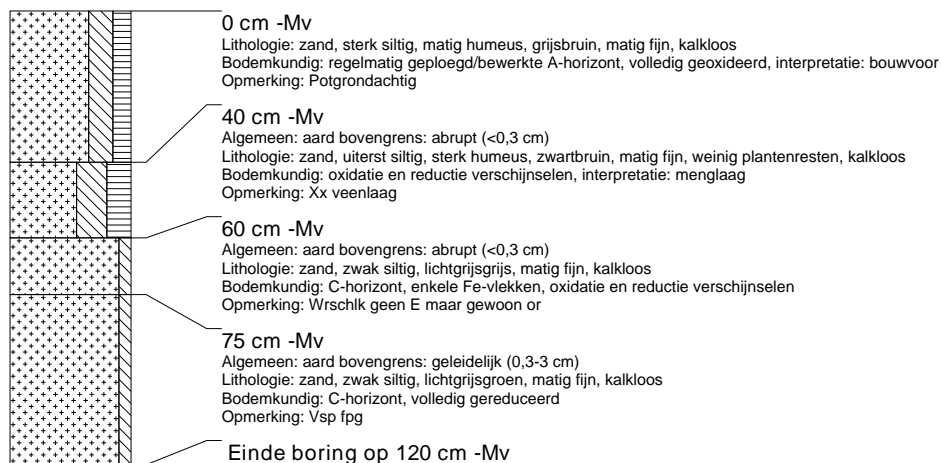 0 cm -Mv
Lithologie: zand, sterk siltig, matig humeus, grijsbruin, matig fijn, kalkloos
Bodemkundig: regelmatig geploegd/bewerkte A-horizont, volledig geoxideerd, interpretatie: bouwvoor
Opmerking: Potgrondachtig
40 cm -Mv
Algemeen: aard bovengrens: abrupt (<0,3 cm)
Lithologie: zand, uiterst siltig, sterk humeus, zwartbruin, matig fijn, weinig plantenresten, kalkloos
Bodemkundig: oxidatie en reductie verschijnselen, interpretatie: menglaag
Opmerking: Xx veenlaag
60 cm -Mv
Algemeen: aard bovengrens: abrupt (<0,3 cm)
Lithologie: zand, zwak siltig, lichtgrijsgrijs, matig fijn, kalkloos
Bodemkundig: C-horizont, enkele Fe-vlekken, oxidatie en reductie verschijnselen
Opmerking: Wrschlk geen E maar gewoon or
75 cm -Mv
Algemeen: aard bovengrens: geleidelijk (0,3-3 cm)
Lithologie: zand, zwak siltig, lichtgrijsgroen, matig fijn, kalkloos
Bodemkundig: C-horizont, volledig gereduceerd
Opmerking: Vsp fpg
Einde boring op 120 cm -Mv